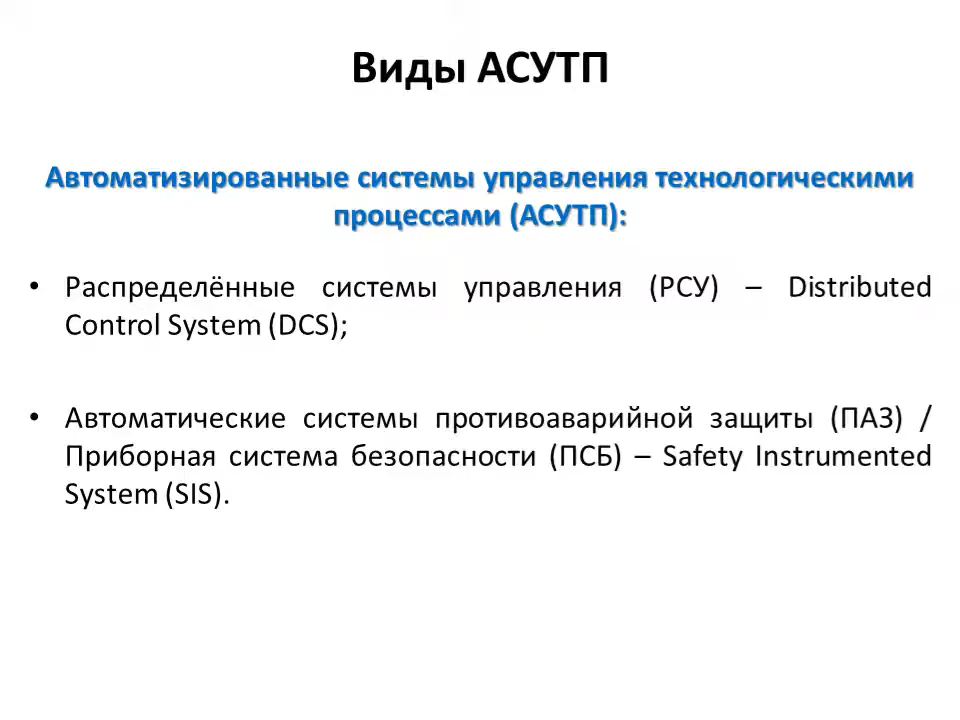 Виды АСУТП
Автоматизированные системы управления технологическими
процессами (АСУТП):
• Распределённые системы управления (РСУ) – Distributed
Control System (DCS);
• Автоматические системы противоаварийной защиты (ПАЗ) /
Приборная система безопасности (ПСБ) – Safety Instrumented
System (SIS).